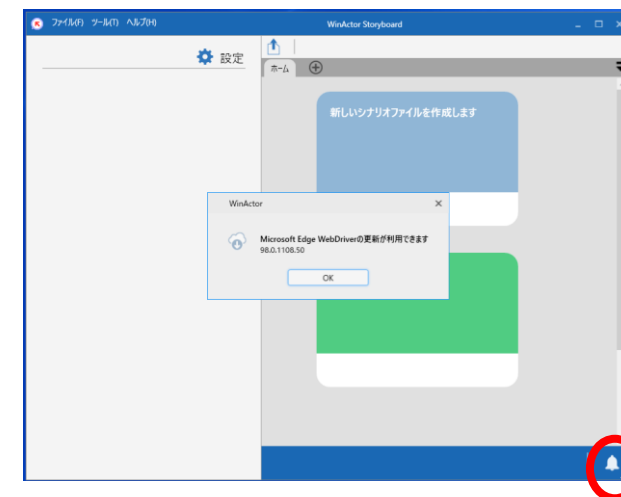 ファイル(F) ツール(T) ヘルプ(H) WinActor Storyboard
設定
ホーム
新しいシナリオファイルを作成します
WinActor
Microsoft Edge WebDriverの更新が利用できます
98.0.1108.50
OK